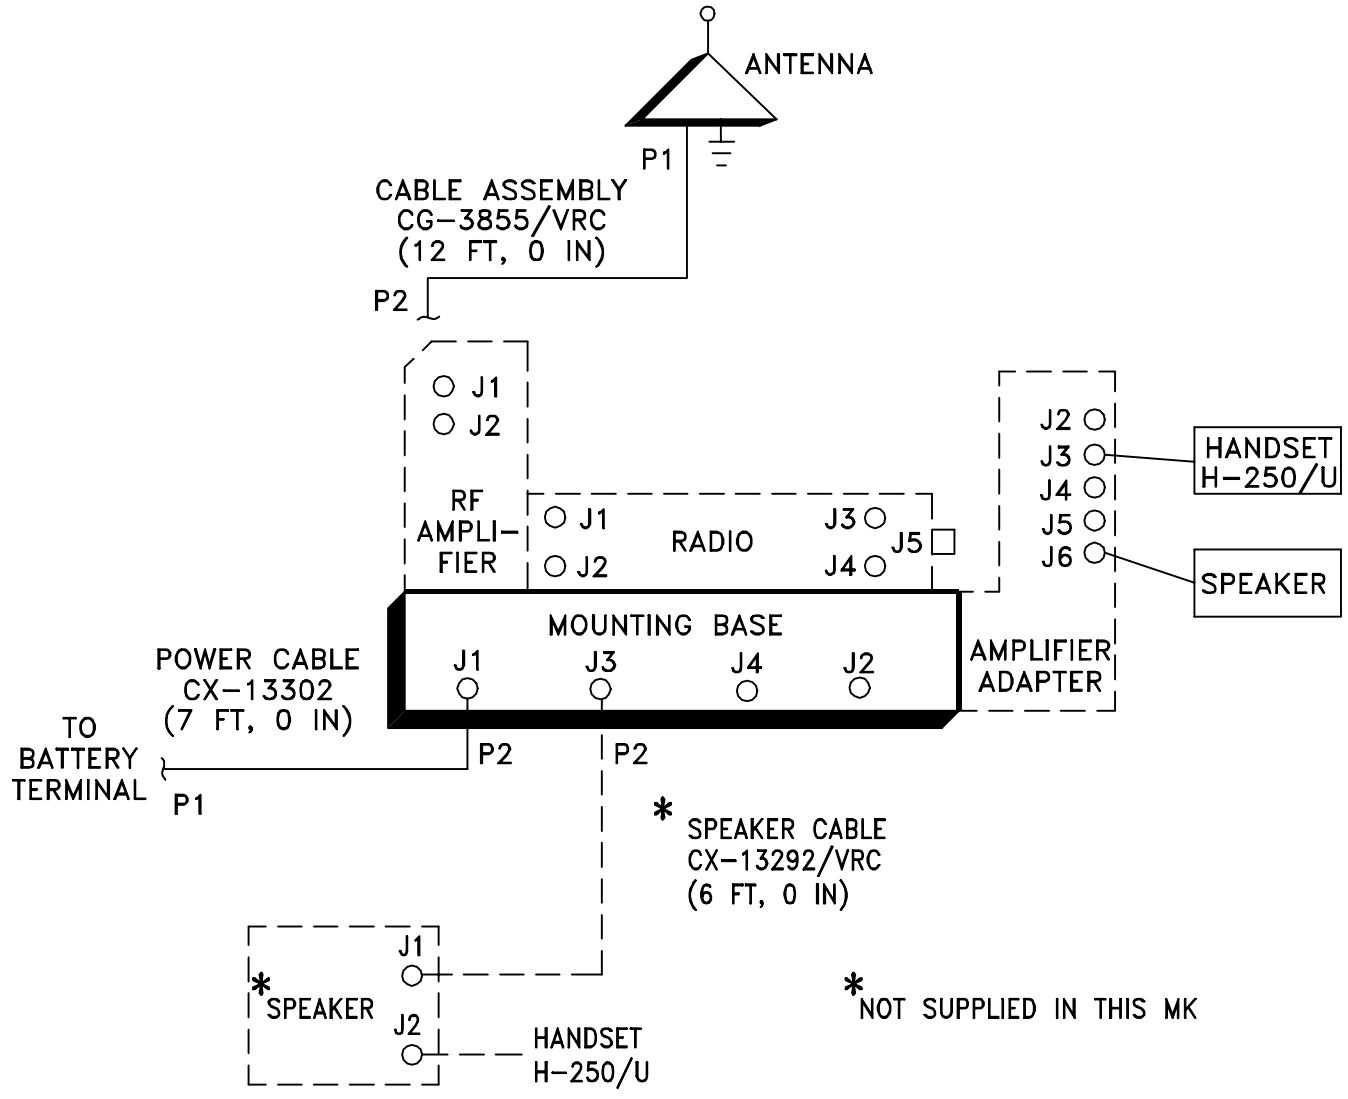 ANTENNA
P1
CABLE ASSEMBLY
CG-3855/VRC
(12 FT, 0 IN)
P2
J1
J2
RF
AMPLI-
FIER
J1
J2
RADIO
J3
J4
J5
J2
J3
J4
J5
J6
HANDSET
H-250/U
SPEAKER
MOUNTING BASE
J1
J3
J4
J2
AMPLIFIER
ADAPTER
POWER CABLE
CX-13302
(7 FT, 0 IN)
TO
BATTERY
TERMINAL
P1
P2
P2
* SPEAKER CABLE
CX-13292/VRC
(6 FT, 0 IN)
J1
*SPEAKER
J2
HANDSET
H-250/U
*NOT SUPPLIED IN THIS MK